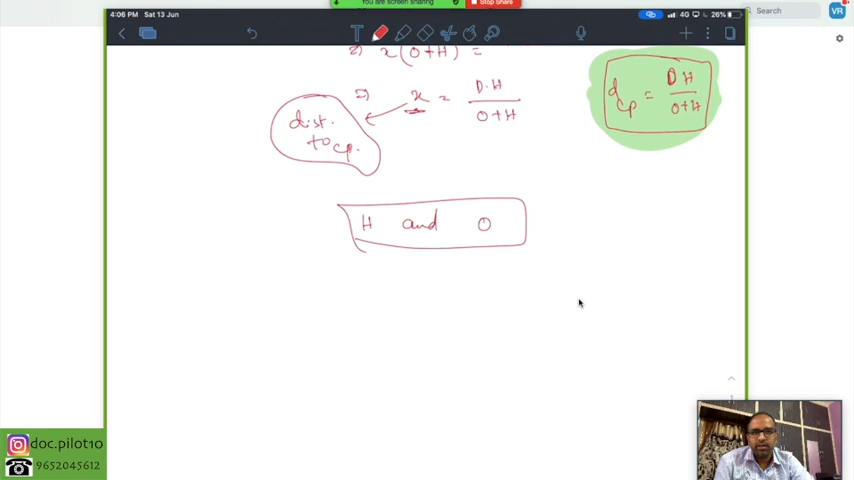 You are screen sharing Stop Share
4:06 PM Sat 13 Jun
4G 26%
Search
VR
T
⇒ x(O+H) =
⇒ x = D.H / O+H
dist.
to cp.
d cp = DH / O+H
H and O
doc.pilot10
9652045612